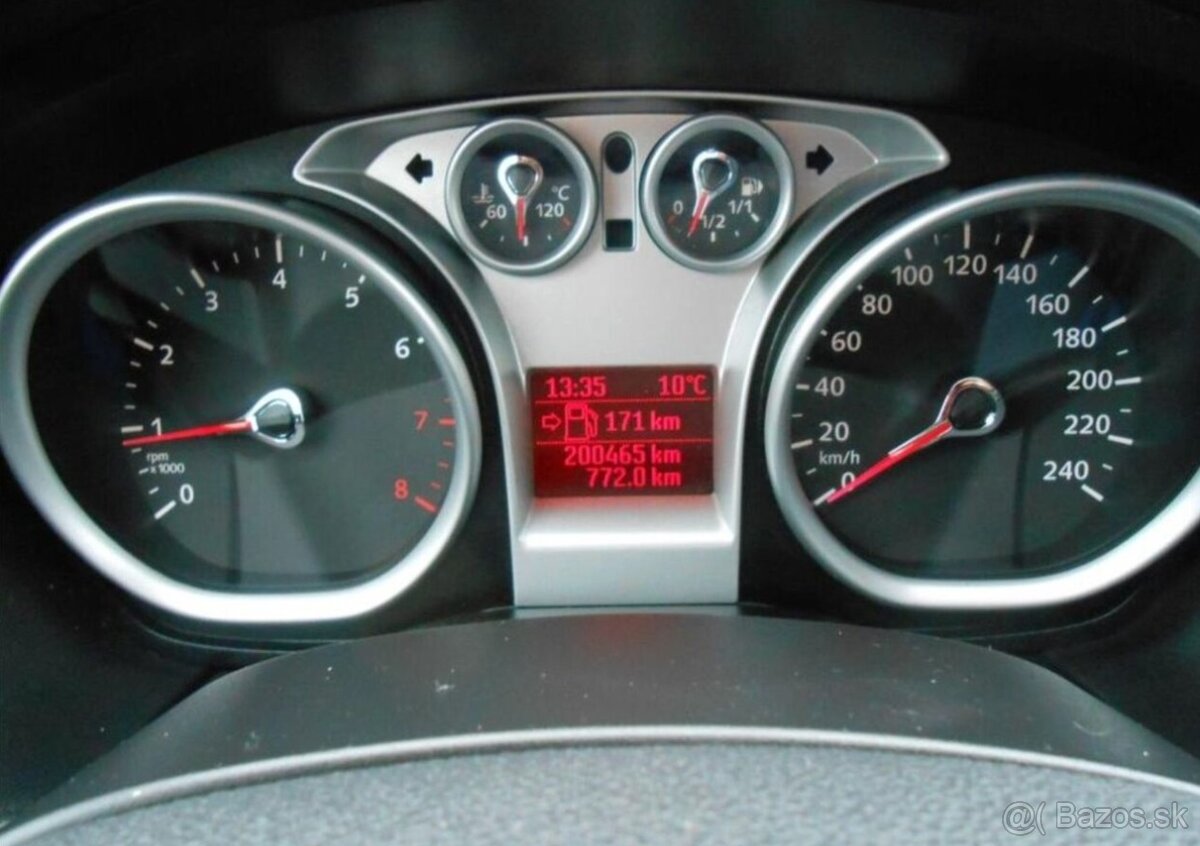 60 120 °C
0 1/2 1/1
0 1 2 3 4 5 6 7 8
rpm
x 1000
13:35 10°C
171 km
200465 km
772.0 km
0 20 40 60 80 100 120 140 160 180 200 220 240
km/h
@( Bazos.sk